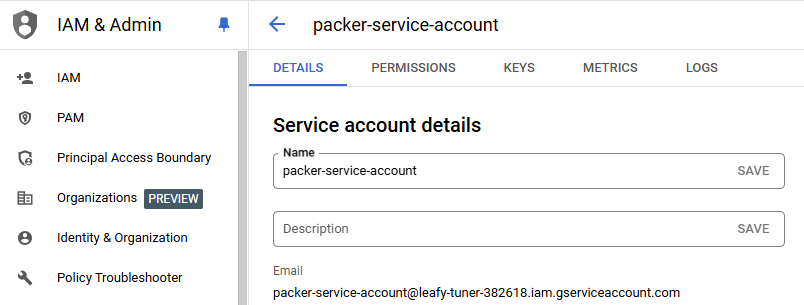 IAM & Admin
packer-service-account
DETAILS PERMISSIONS KEYS METRICS LOGS
IAM
PAM
Principal Access Boundary
Organizations PREVIEW
Identity & Organization
Policy Troubleshooter
Service account details
Name
packer-service-account SAVE
Description SAVE
Email
packer-service-account@leafy-tuner-382618.iam.gserviceaccount.com